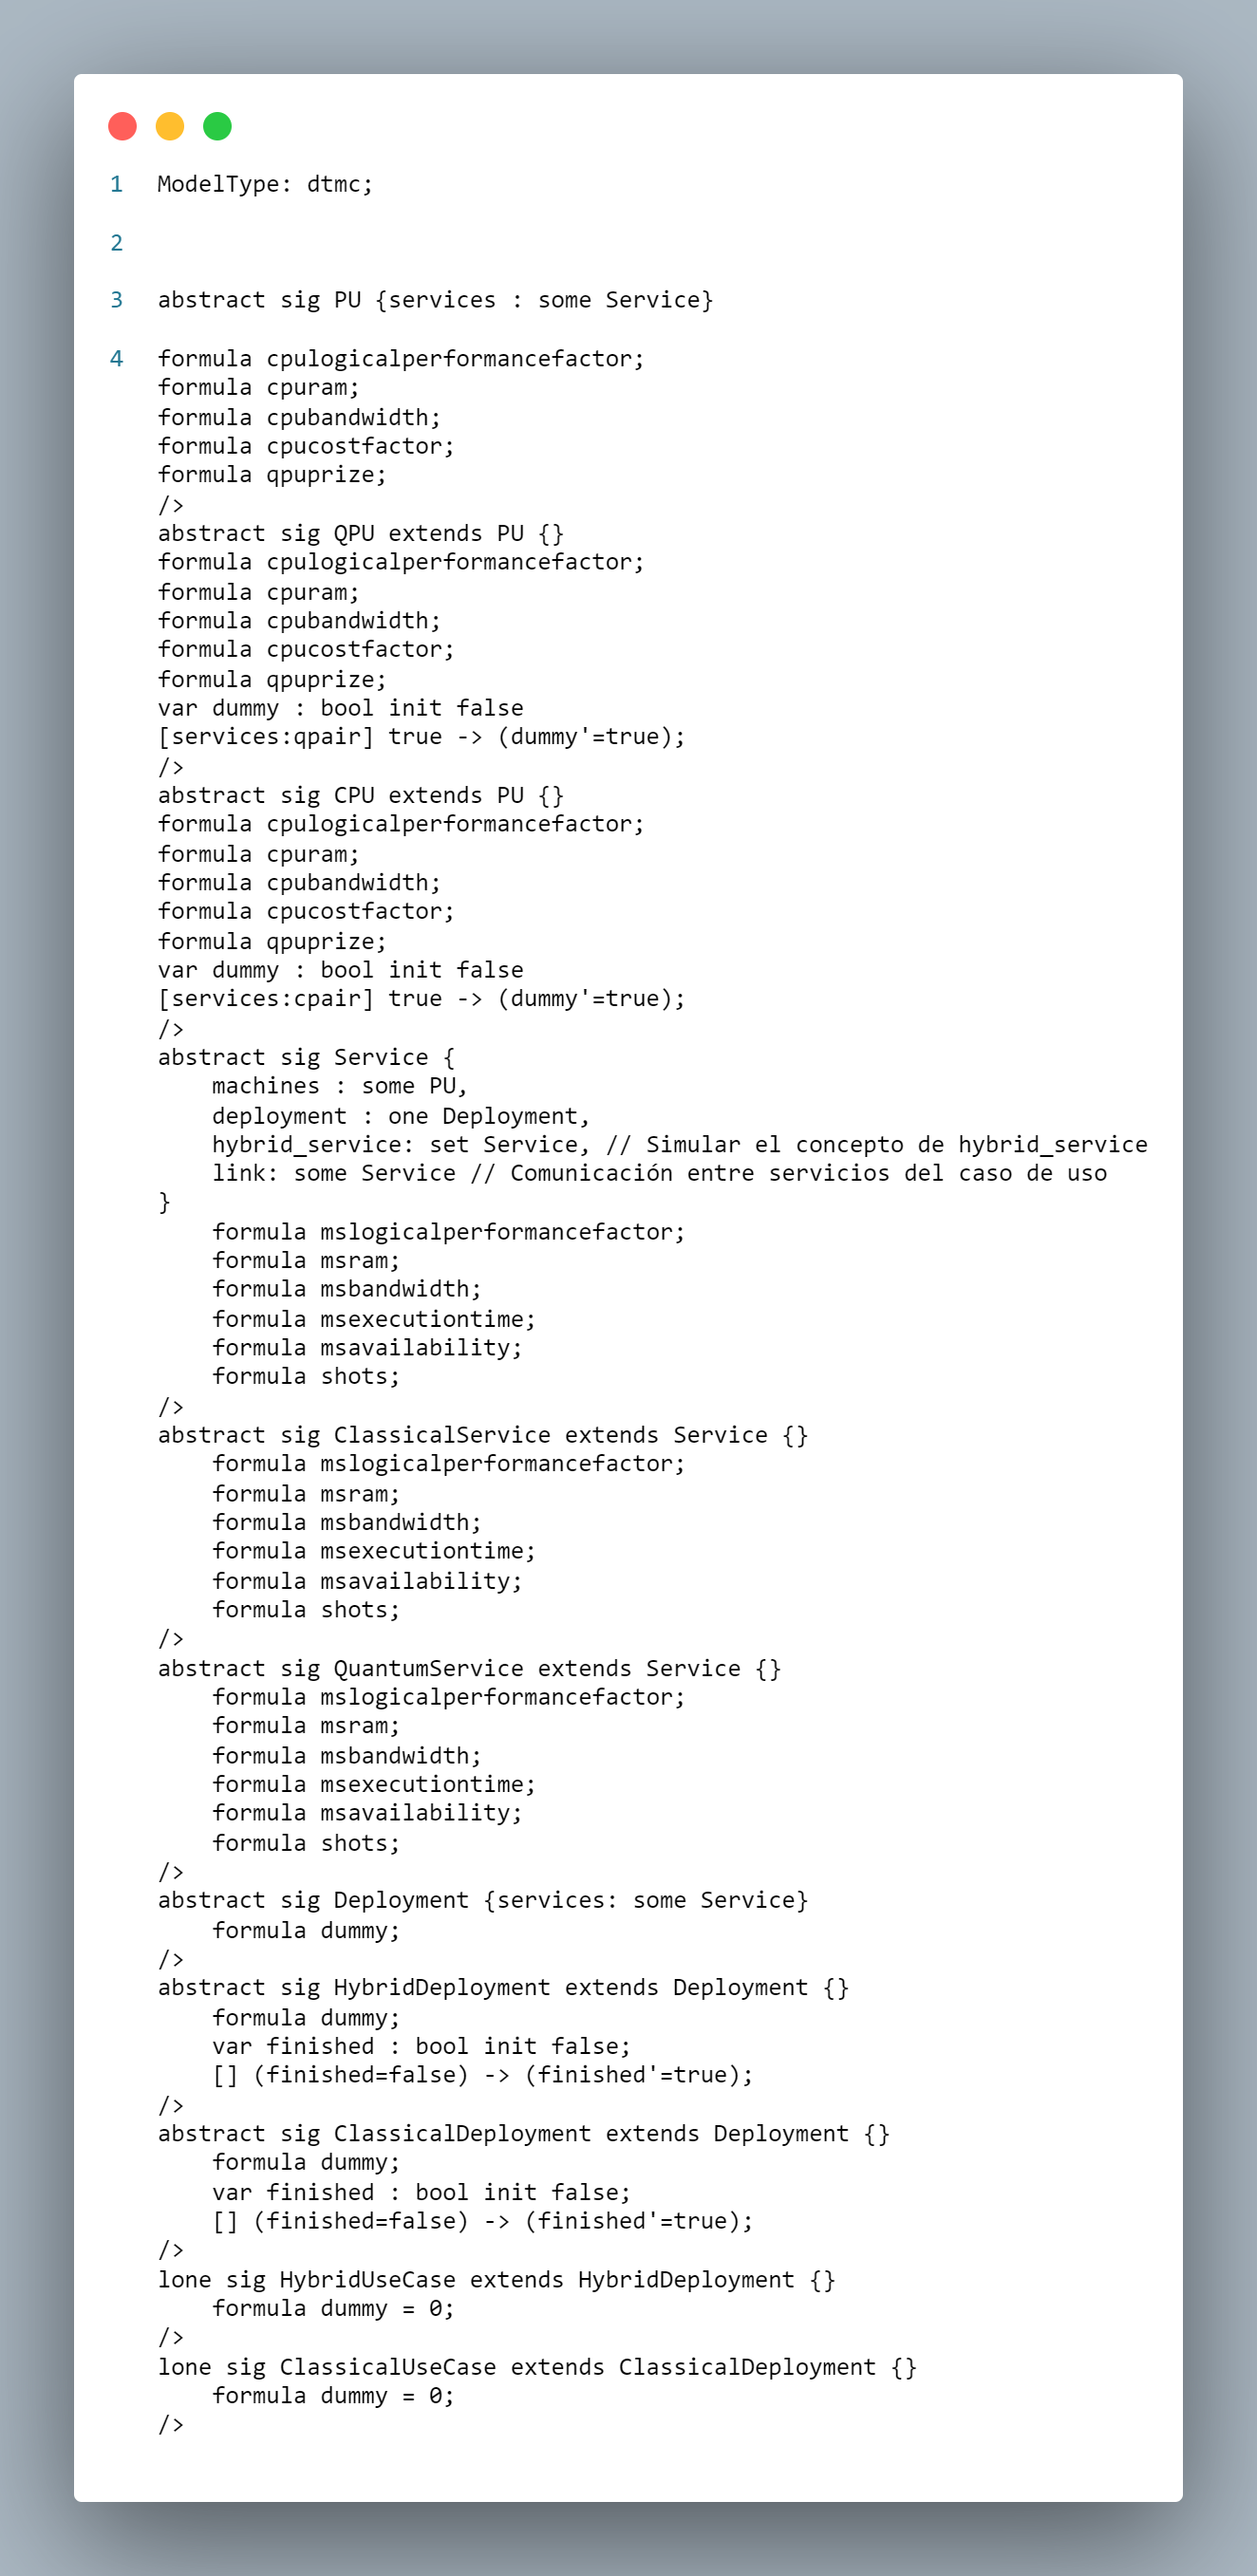 1 ModelType: dtmc;
2
3 abstract sig PU {services : some Service}
4 formula cpulogicalperformancefactor;
formula cpuram;
formula cpubandwidth;
formula cpucostfactor;
formula qpuprize;
/>
abstract sig QPU extends PU {}
formula cpulogicalperformancefactor;
formula cpuram;
formula cpubandwidth;
formula cpucostfactor;
formula qpuprize;
var dummy : bool init false
[services:qpair] true -> (dummy'=true);
/>
abstract sig CPU extends PU {}
formula cpulogicalperformancefactor;
formula cpuram;
formula cpubandwidth;
formula cpucostfactor;
formula qpuprize;
var dummy : bool init false
[services:cpair] true -> (dummy'=true);
/>
abstract sig Service {
    machines : some PU,
    deployment : one Deployment,
    hybrid_service: set Service, // Simular el concepto de hybrid_service
    link: some Service // Comunicación entre servicios del caso de uso
}
    formula mslogicalperformancefactor;
    formula msram;
    formula msbandwidth;
    formula msexecutiontime;
    formula msavailability;
    formula shots;
/>
abstract sig ClassicalService extends Service {}
    formula mslogicalperformancefactor;
    formula msram;
    formula msbandwidth;
    formula msexecutiontime;
    formula msavailability;
    formula shots;
/>
abstract sig QuantumService extends Service {}
    formula mslogicalperformancefactor;
    formula msram;
    formula msbandwidth;
    formula msexecutiontime;
    formula msavailability;
    formula shots;
/>
abstract sig Deployment {services: some Service}
    formula dummy;
/>
abstract sig HybridDeployment extends Deployment {}
    formula dummy;
    var finished : bool init false;
    [] (finished=false) -> (finished'=true);
/>
abstract sig ClassicalDeployment extends Deployment {}
    formula dummy;
    var finished : bool init false;
    [] (finished=false) -> (finished'=true);
/>
lone sig HybridUseCase extends HybridDeployment {}
    formula dummy = 0;
/>
lone sig ClassicalUseCase extends ClassicalDeployment {}
    formula dummy = 0;
/>